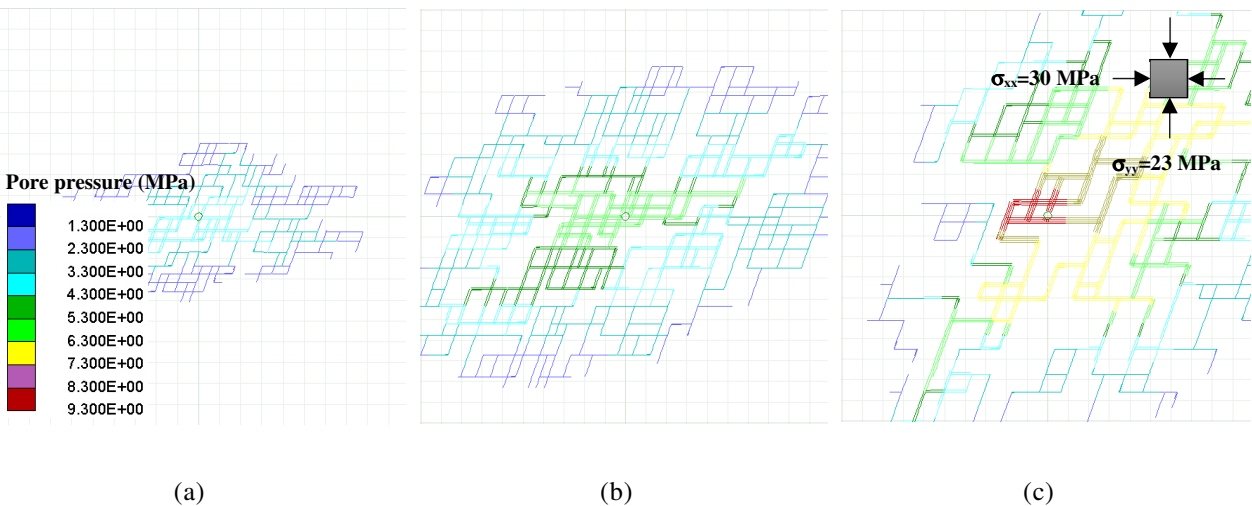 Pore pressure (MPa)
1.300E+00
2.300E+00
3.300E+00
4.300E+00
5.300E+00
6.300E+00
7.300E+00
8.300E+00
9.300E+00
σxx=30 MPa
σyy=23 MPa
(a)
(b)
(c)